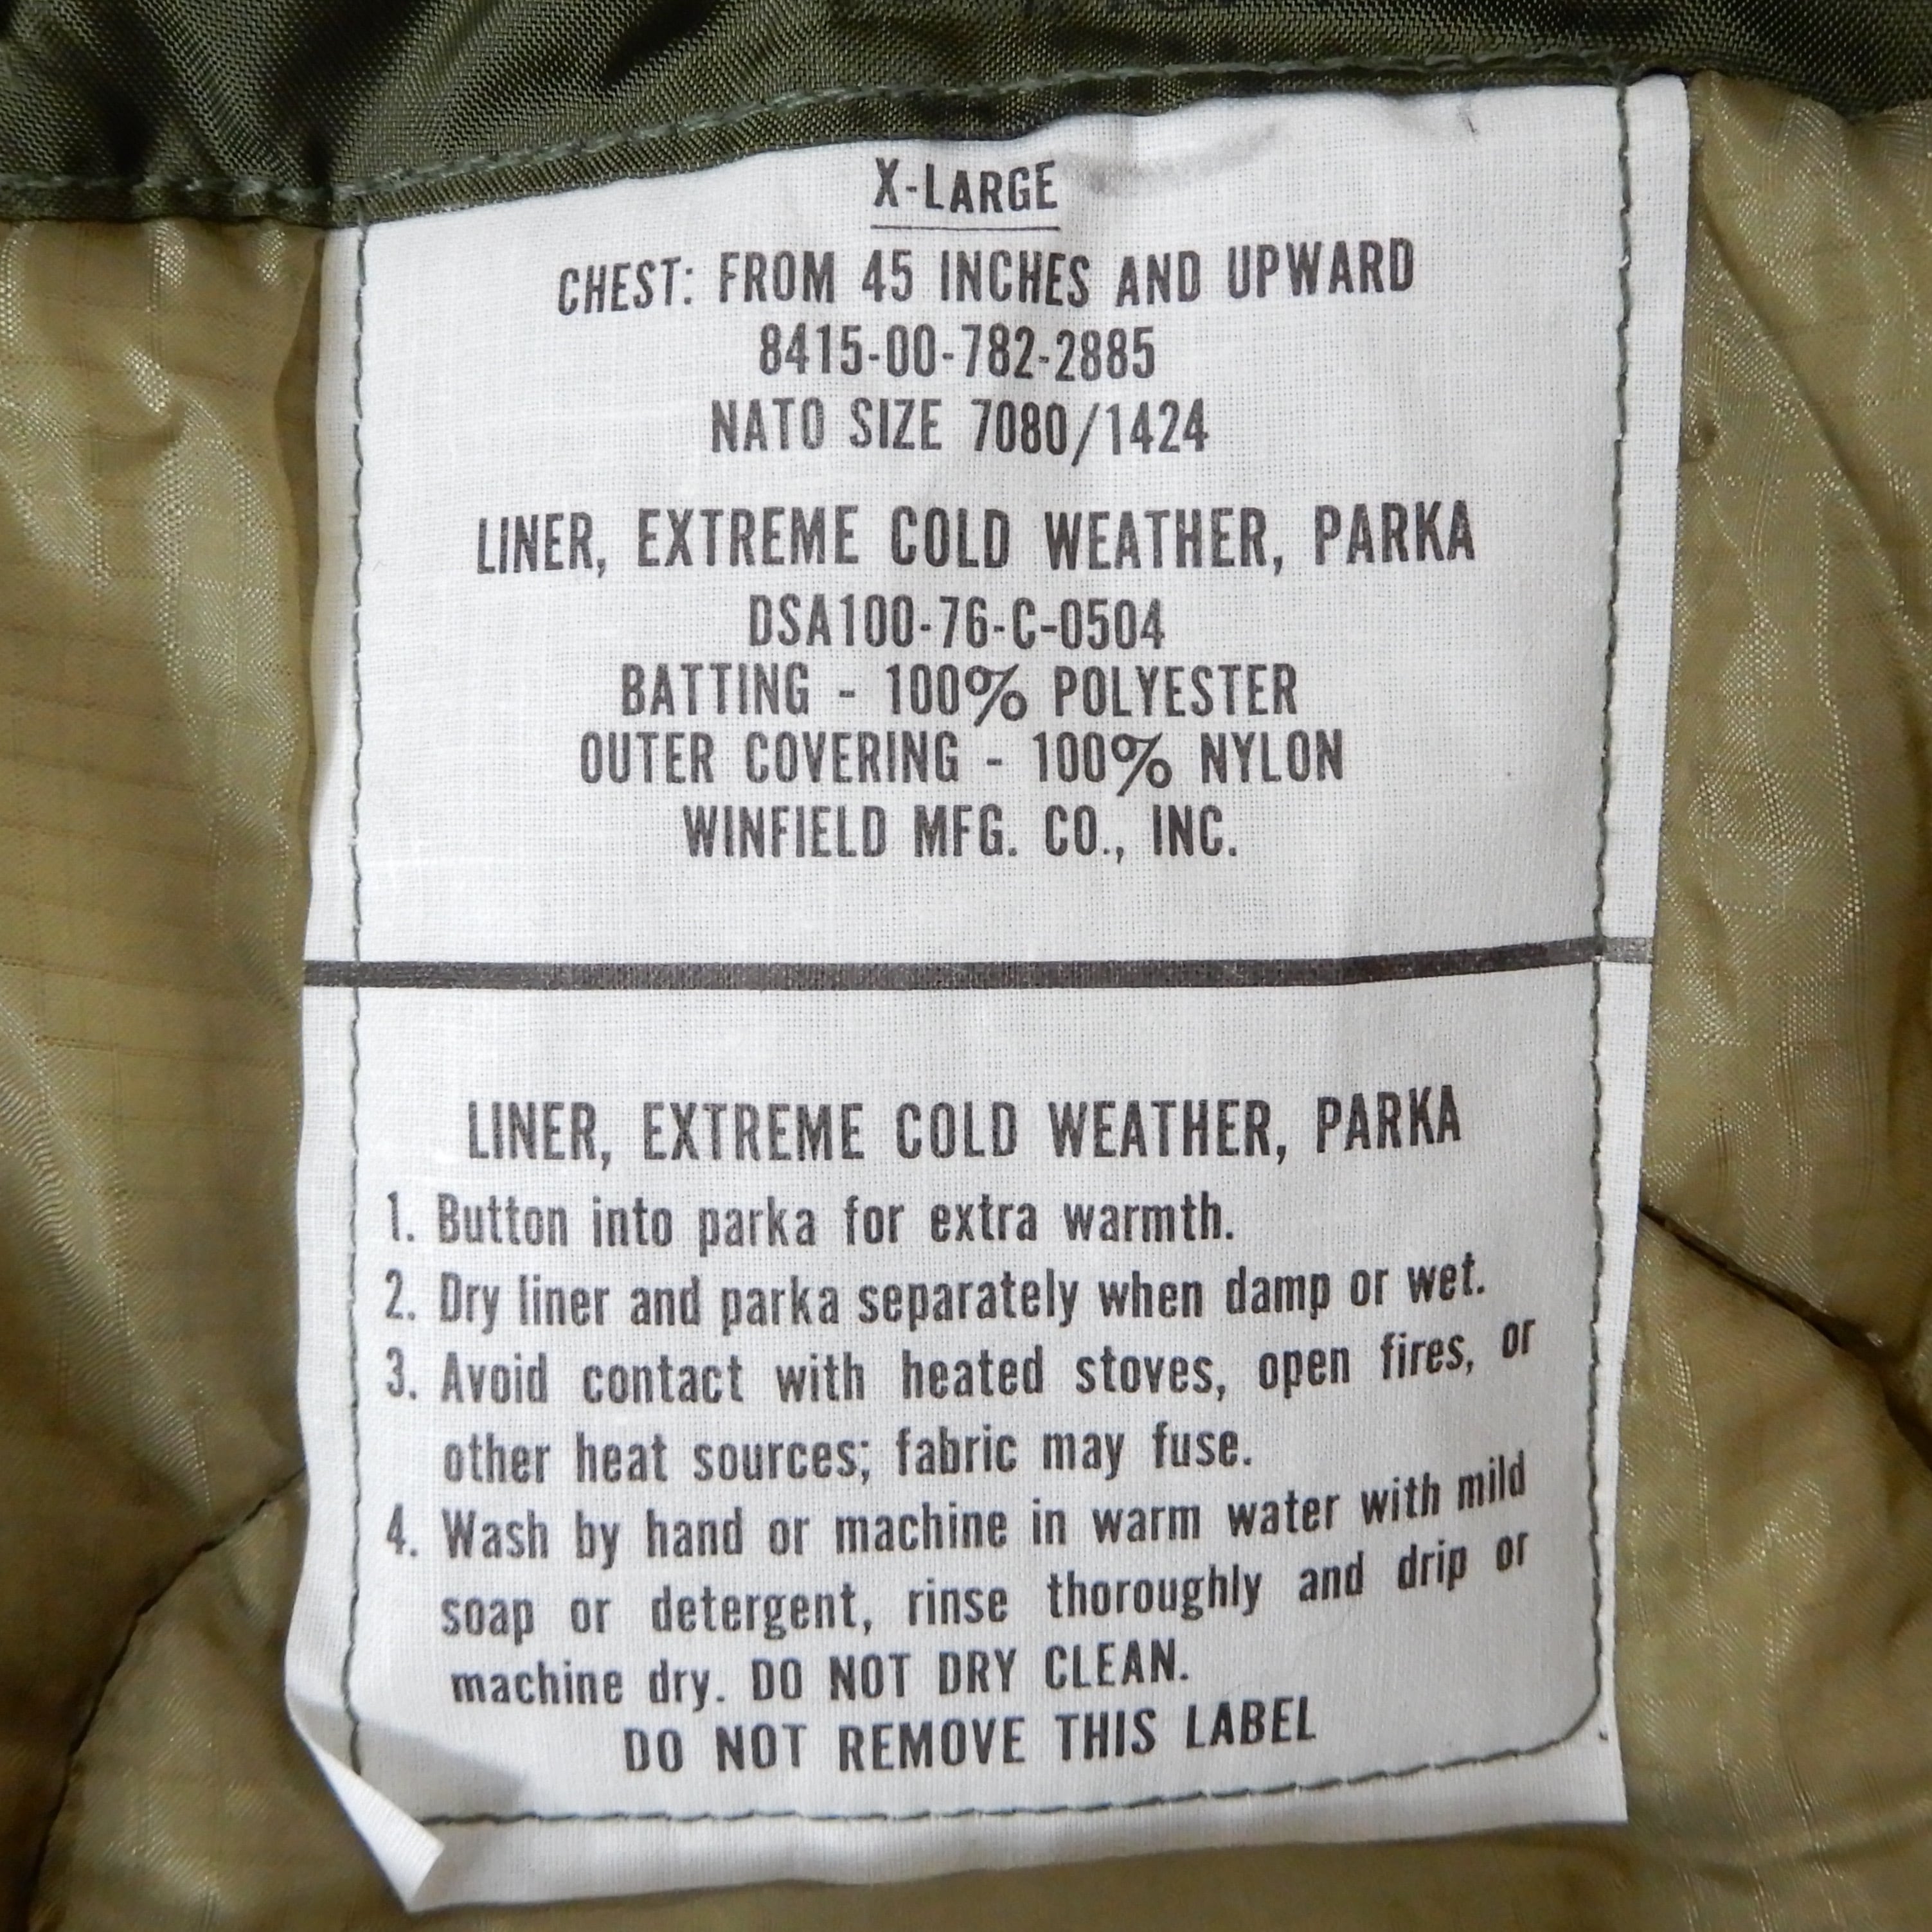 X-LARGE
CHEST: FROM 45 INCHES AND UPWARD
8415-00-782-2885
NATO SIZE 7080/1424
LINER, EXTREME COLD WEATHER, PARKA
DSA100-76-C-0504
BATTING - 100% POLYESTER
OUTER COVERING - 100% NYLON
WINFIELD MFG. CO., INC.
LINER, EXTREME COLD WEATHER, PARKA
1. Button into parka for extra warmth.
2. Dry liner and parka separately when damp or wet.
3. Avoid contact with heated stoves, open fires, or
other heat sources; fabric may fuse.
4. Wash by hand or machine in warm water with mild
soap or detergent, rinse thoroughly and drip or
machine dry. DO NOT DRY CLEAN.
DO NOT REMOVE THIS LABEL